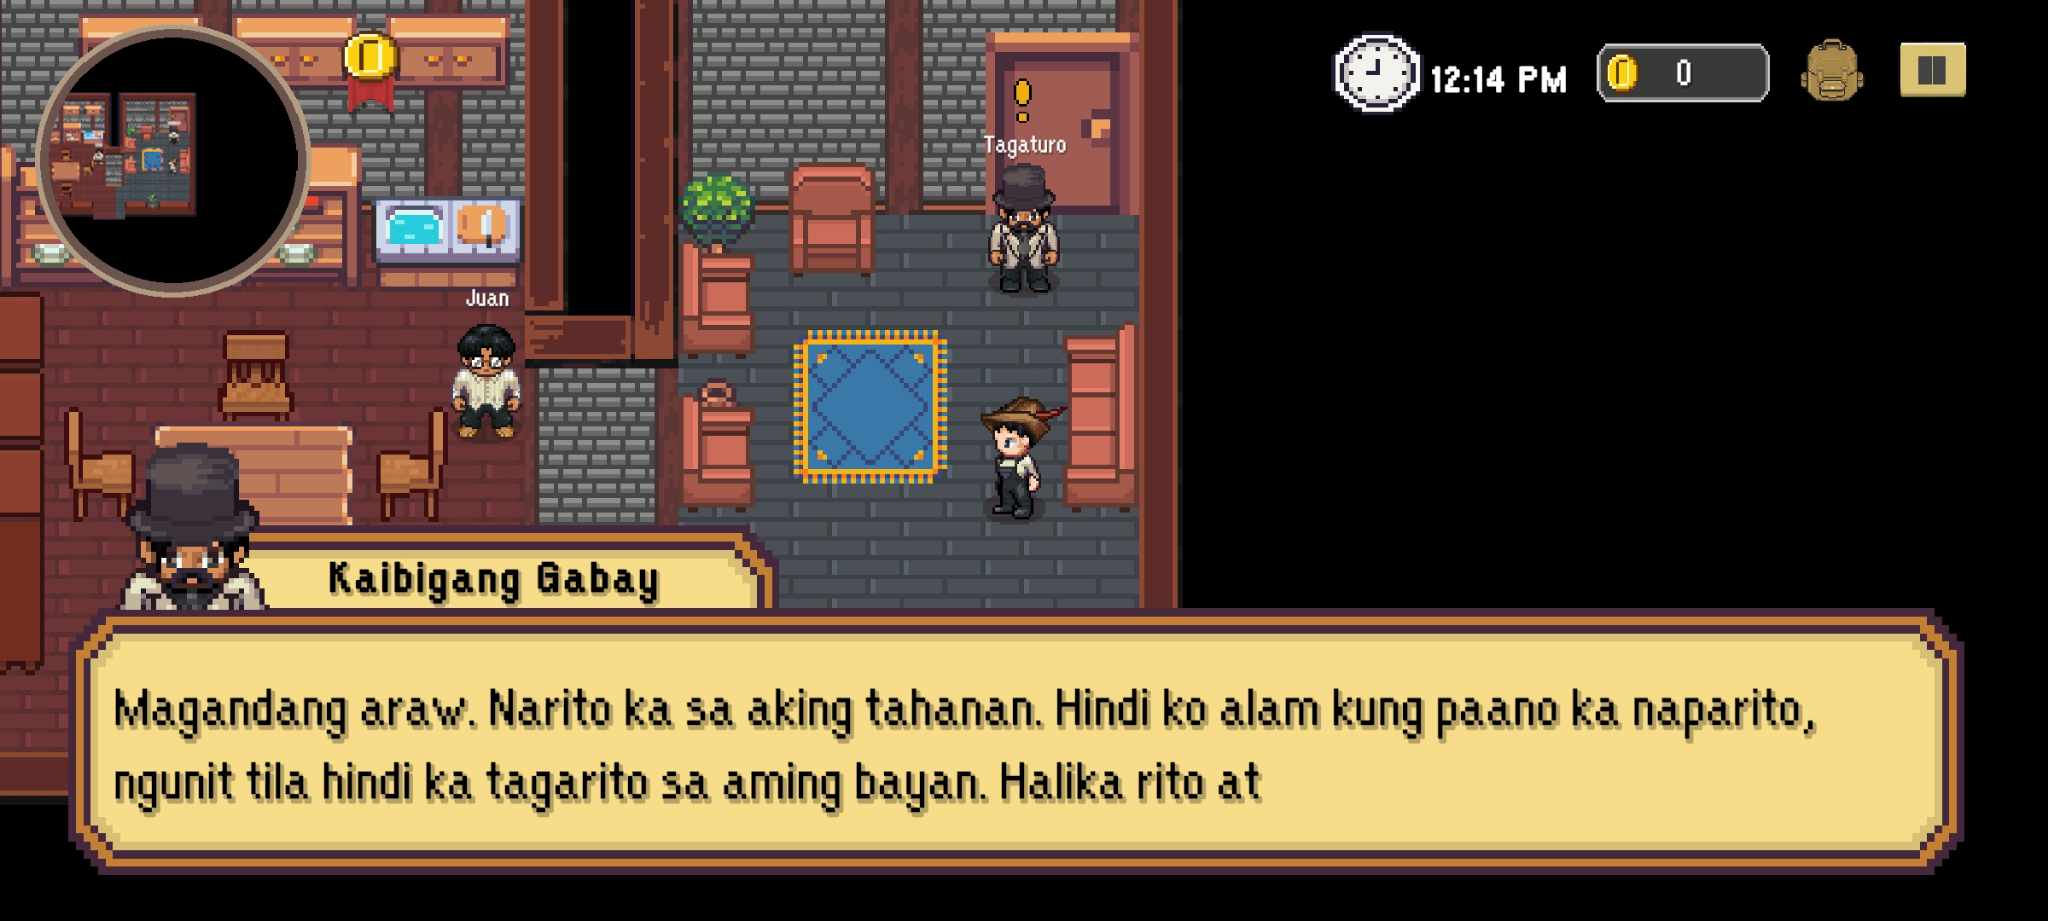 12:14 PM
0
Tagaturo
Juan
Kaibigang Gabay
Magandang araw. Narito ka sa aking tahanan. Hindi ko alam kung paano ka naparito,
ngunit tila hindi ka tagarito sa aming bayan. Halika rito at